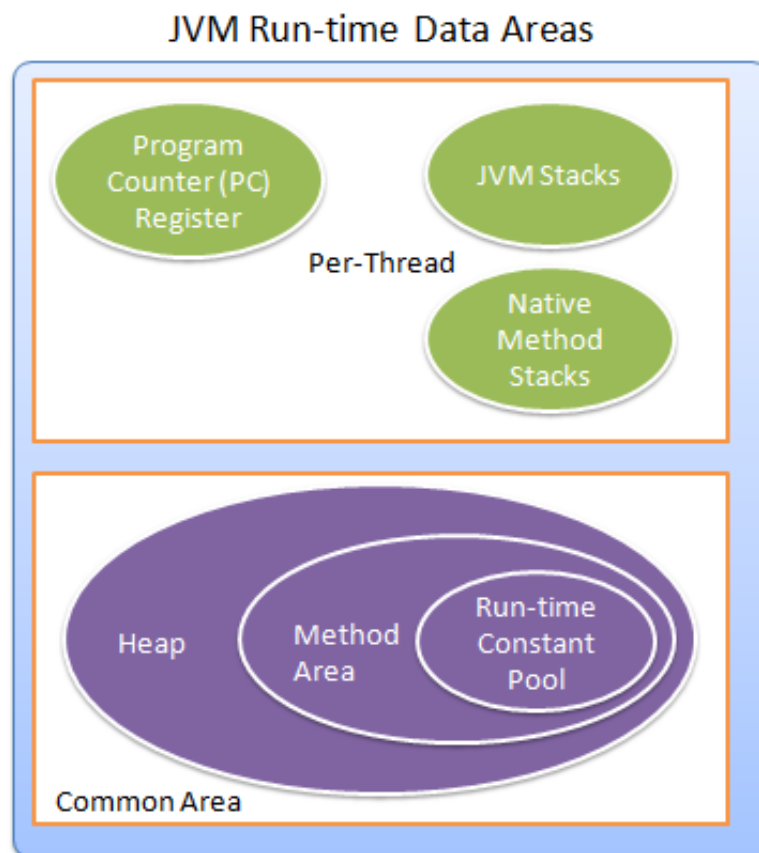 JVM Run-time Data Areas
Program
Counter (PC)
Register
JVM Stacks
Per-Thread
Native
Method
Stacks
Heap
Method
Area
Run-time
Constant
Pool
Common Area